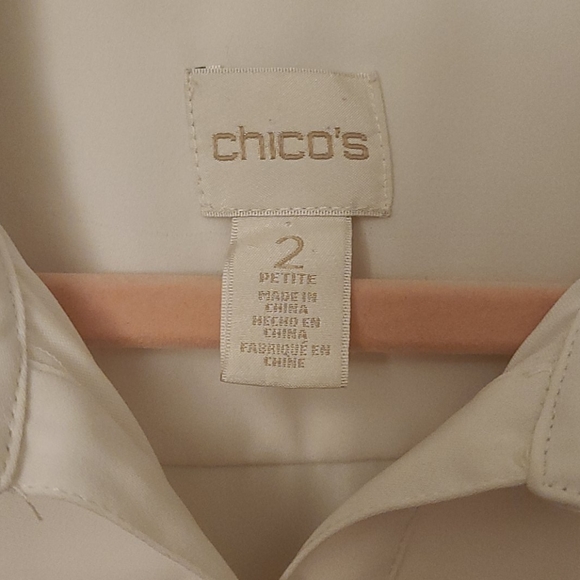 chico's
2
PETITE
MADE IN
CHINA
HECHO EN
CHINA
FABRIQUÉ EN
CHINE